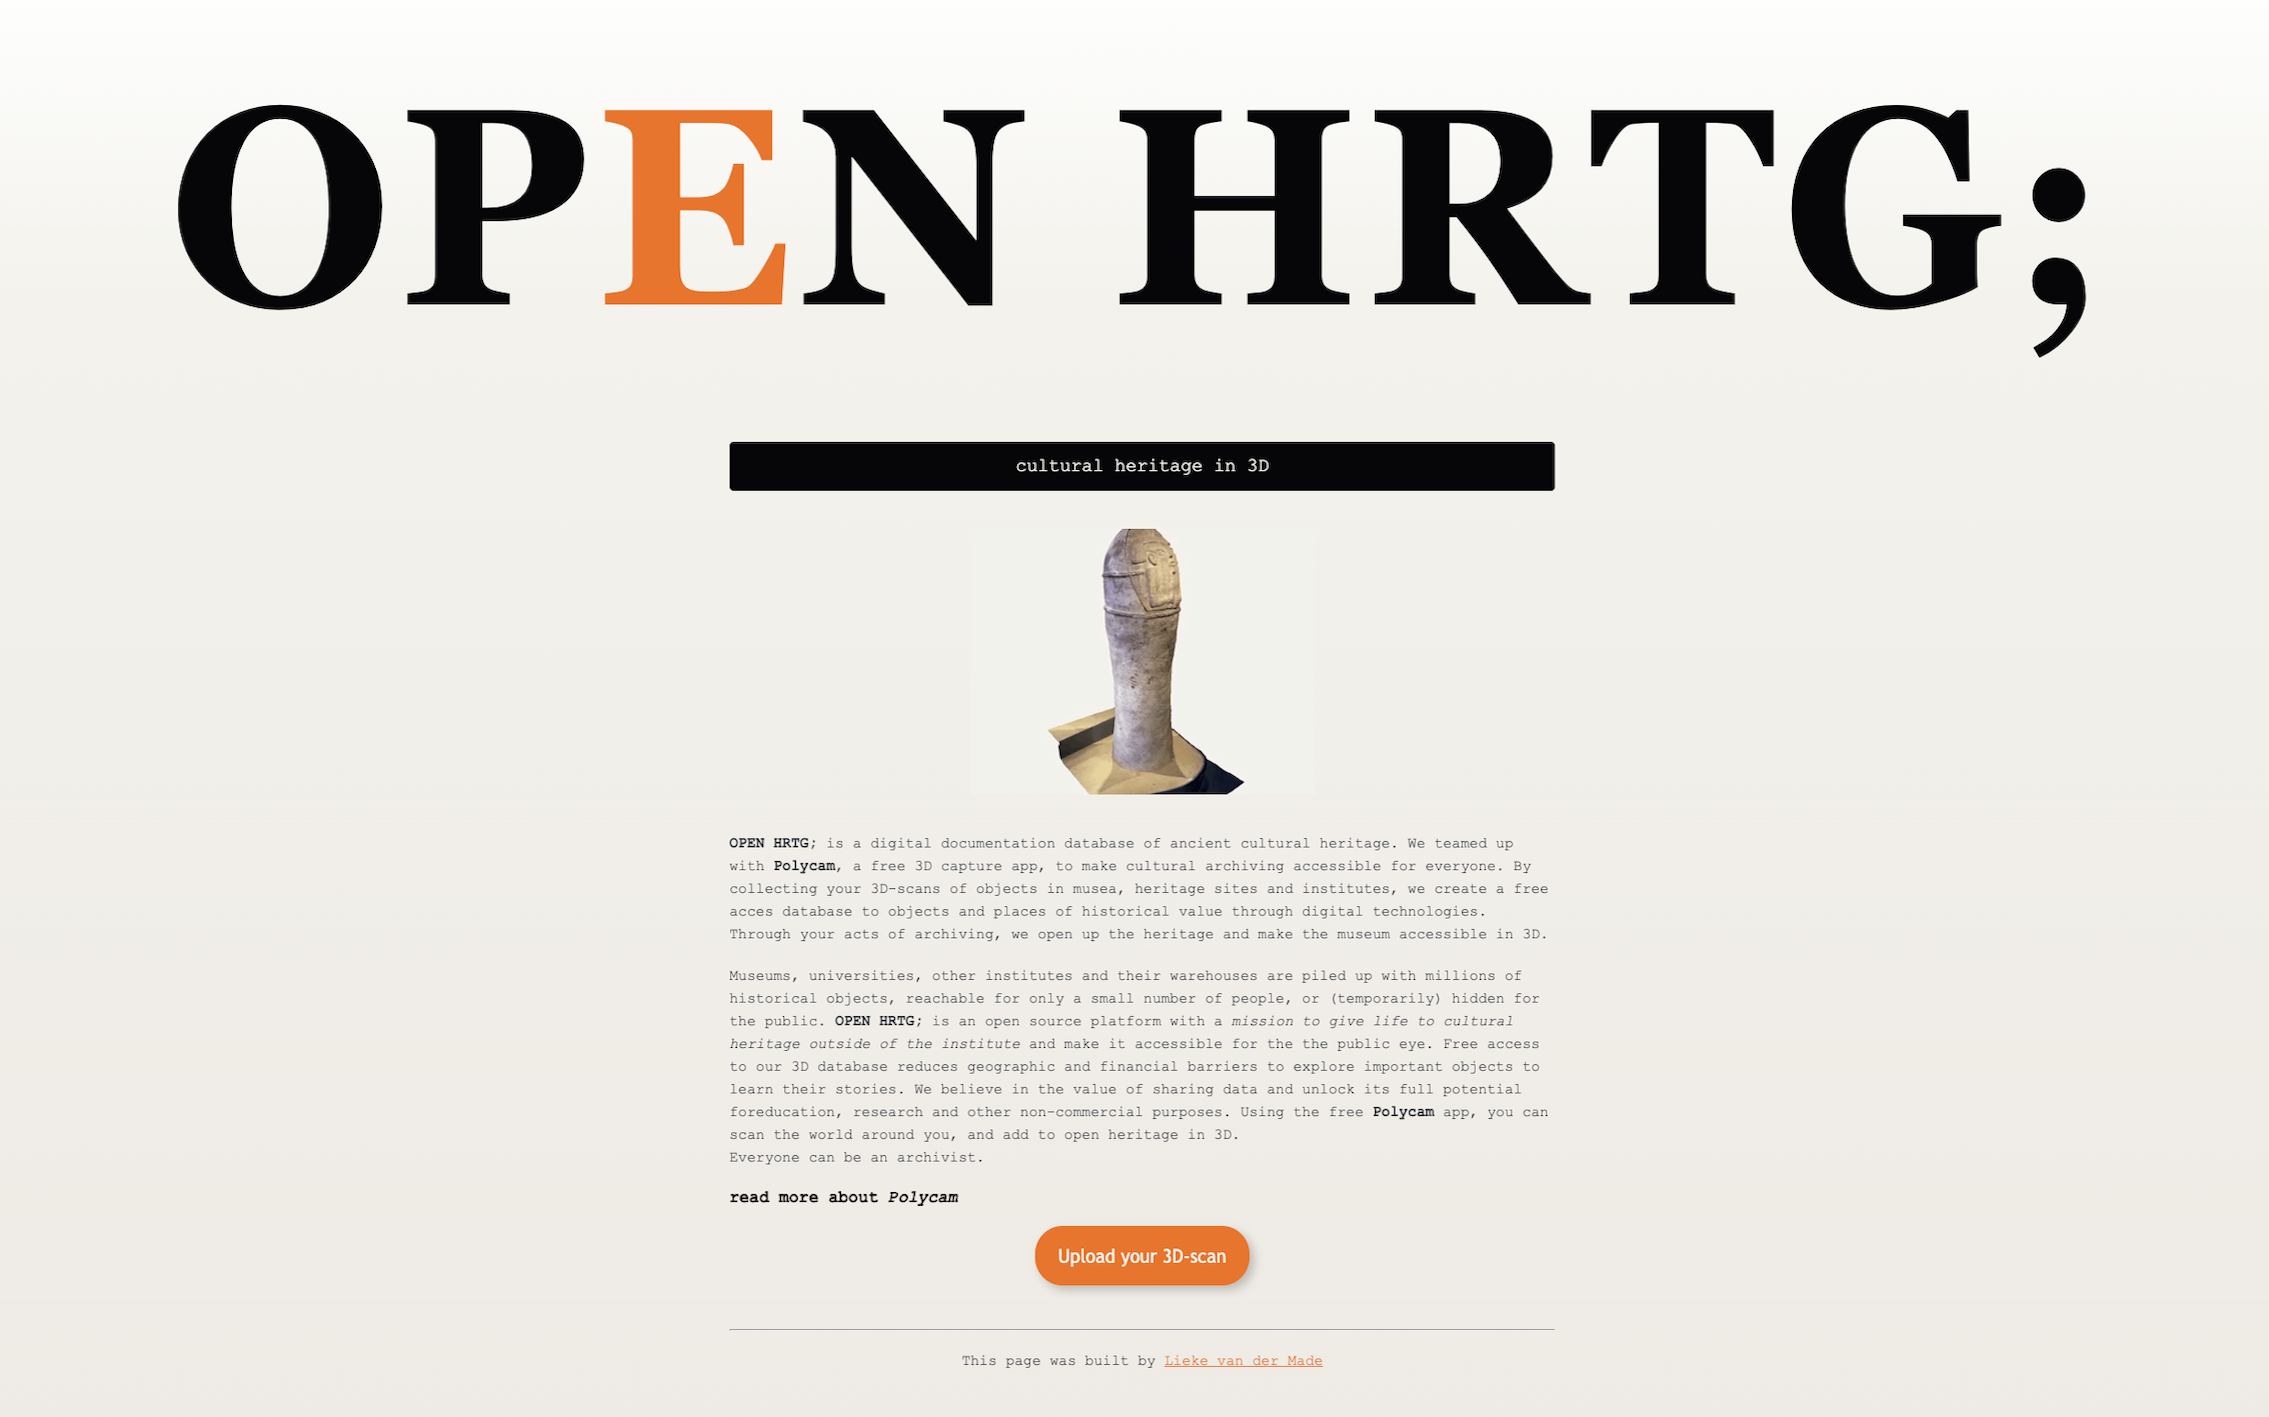 OPEN HRTG;
cultural heritage in 3D
OPEN HRTG; is a digital documentation database of ancient cultural heritage. We teamed up
with Polycam, a free 3D capture app, to make cultural archiving accessible for everyone. By
collecting your 3D-scans of objects in musea, heritage sites and institutes, we create a free
acces database to objects and places of historical value through digital technologies.
Through your acts of archiving, we open up the heritage and make the museum accessible in 3D.
Museums, universities, other institutes and their warehouses are piled up with millions of
historical objects, reachable for only a small number of people, or (temporarily) hidden for
the public. OPEN HRTG; is an open source platform with a mission to give life to cultural
heritage outside of the institute and make it accessible for the the public eye. Free access
to our 3D database reduces geographic and financial barriers to explore important objects to
learn their stories. We believe in the value of sharing data and unlock its full potential
foreducation, research and other non-commercial purposes. Using the free Polycam app, you can
scan the world around you, and add to open heritage in 3D.
Everyone can be an archivist.
read more about Polycam
Upload your 3D-scan
This page was built by Lieke van der Made